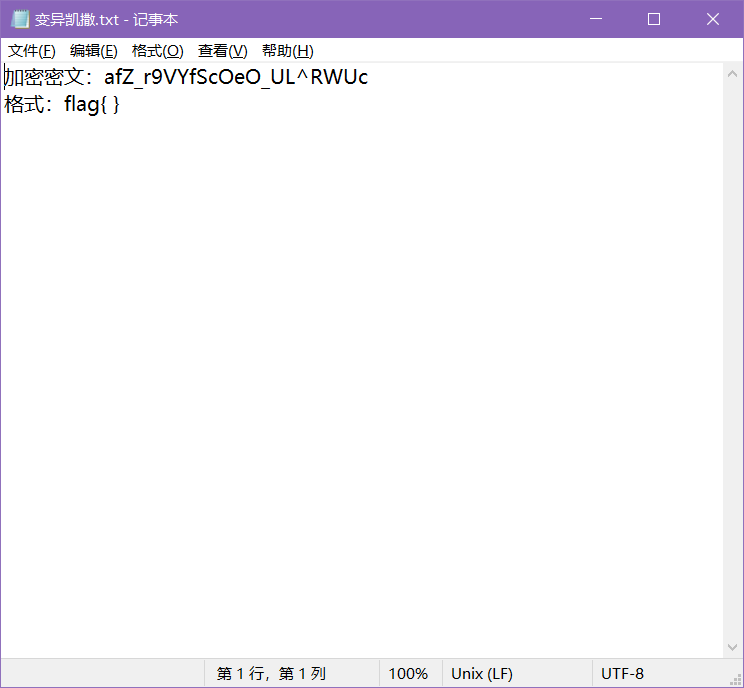 变异凯撒.txt - 记事本
文件(F) 编辑(E) 格式(O) 查看(V) 帮助(H)
加密密文：afZ_r9VYfScOeO_UL^RWUc
格式：flag{ }
第 1 行，第 1 列 100% Unix (LF) UTF-8